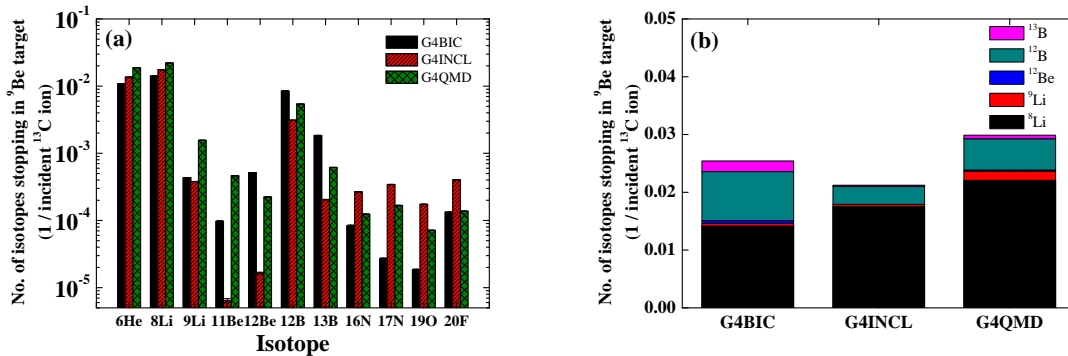 No. of isotopes stopping in ⁹Be target
(1 / incident ¹³C ion)
10⁻¹
10⁻²
10⁻³
10⁻⁴
10⁻⁵
(a)
G4BIC
G4INCL
G4QMD
6He 8Li 9Li 11Be 12Be 12B 13B 16N 17N 19O 20F
Isotope
No. of isotopes stopping in ⁹Be target
(1 / incident ¹³C ion)
0.05
0.04
0.03
0.02
0.01
0.00
(b)
¹³B
¹²B
¹²Be
⁹Li
⁸Li
G4BIC G4INCL G4QMD